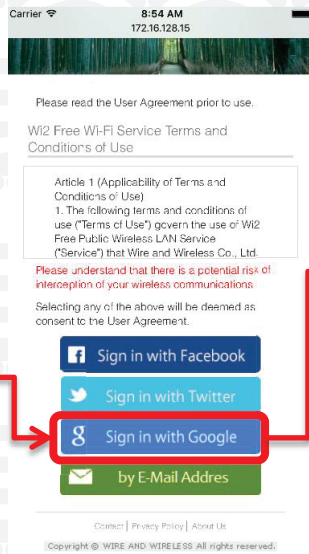 Carrier 8:54 AM
172.16.128.15
Please read the User Agreement prior to use.
Wi2 Free Wi-Fi Service Terms and
Conditions of Use
Article 1 (Applicability of Terms and
Conditions of Use)
1. The following terms and conditions of
use ("Terms of Use") govern the use of Wi2
Free Public Wireless LAN Service
("Service") that Wire and Wireless Co., Ltd.
Please understand that there is a potential risk of
interception of your wireless communications
Selecting any of the above will be deemed as
consent to the User Agreement.
f Sign in with Facebook
Sign in with Twitter
g Sign in with Google
by E-Mail Addres
Contact | Privacy Policy | About Us
Copyright © WIRE AND WIRELESS All rights reserved.